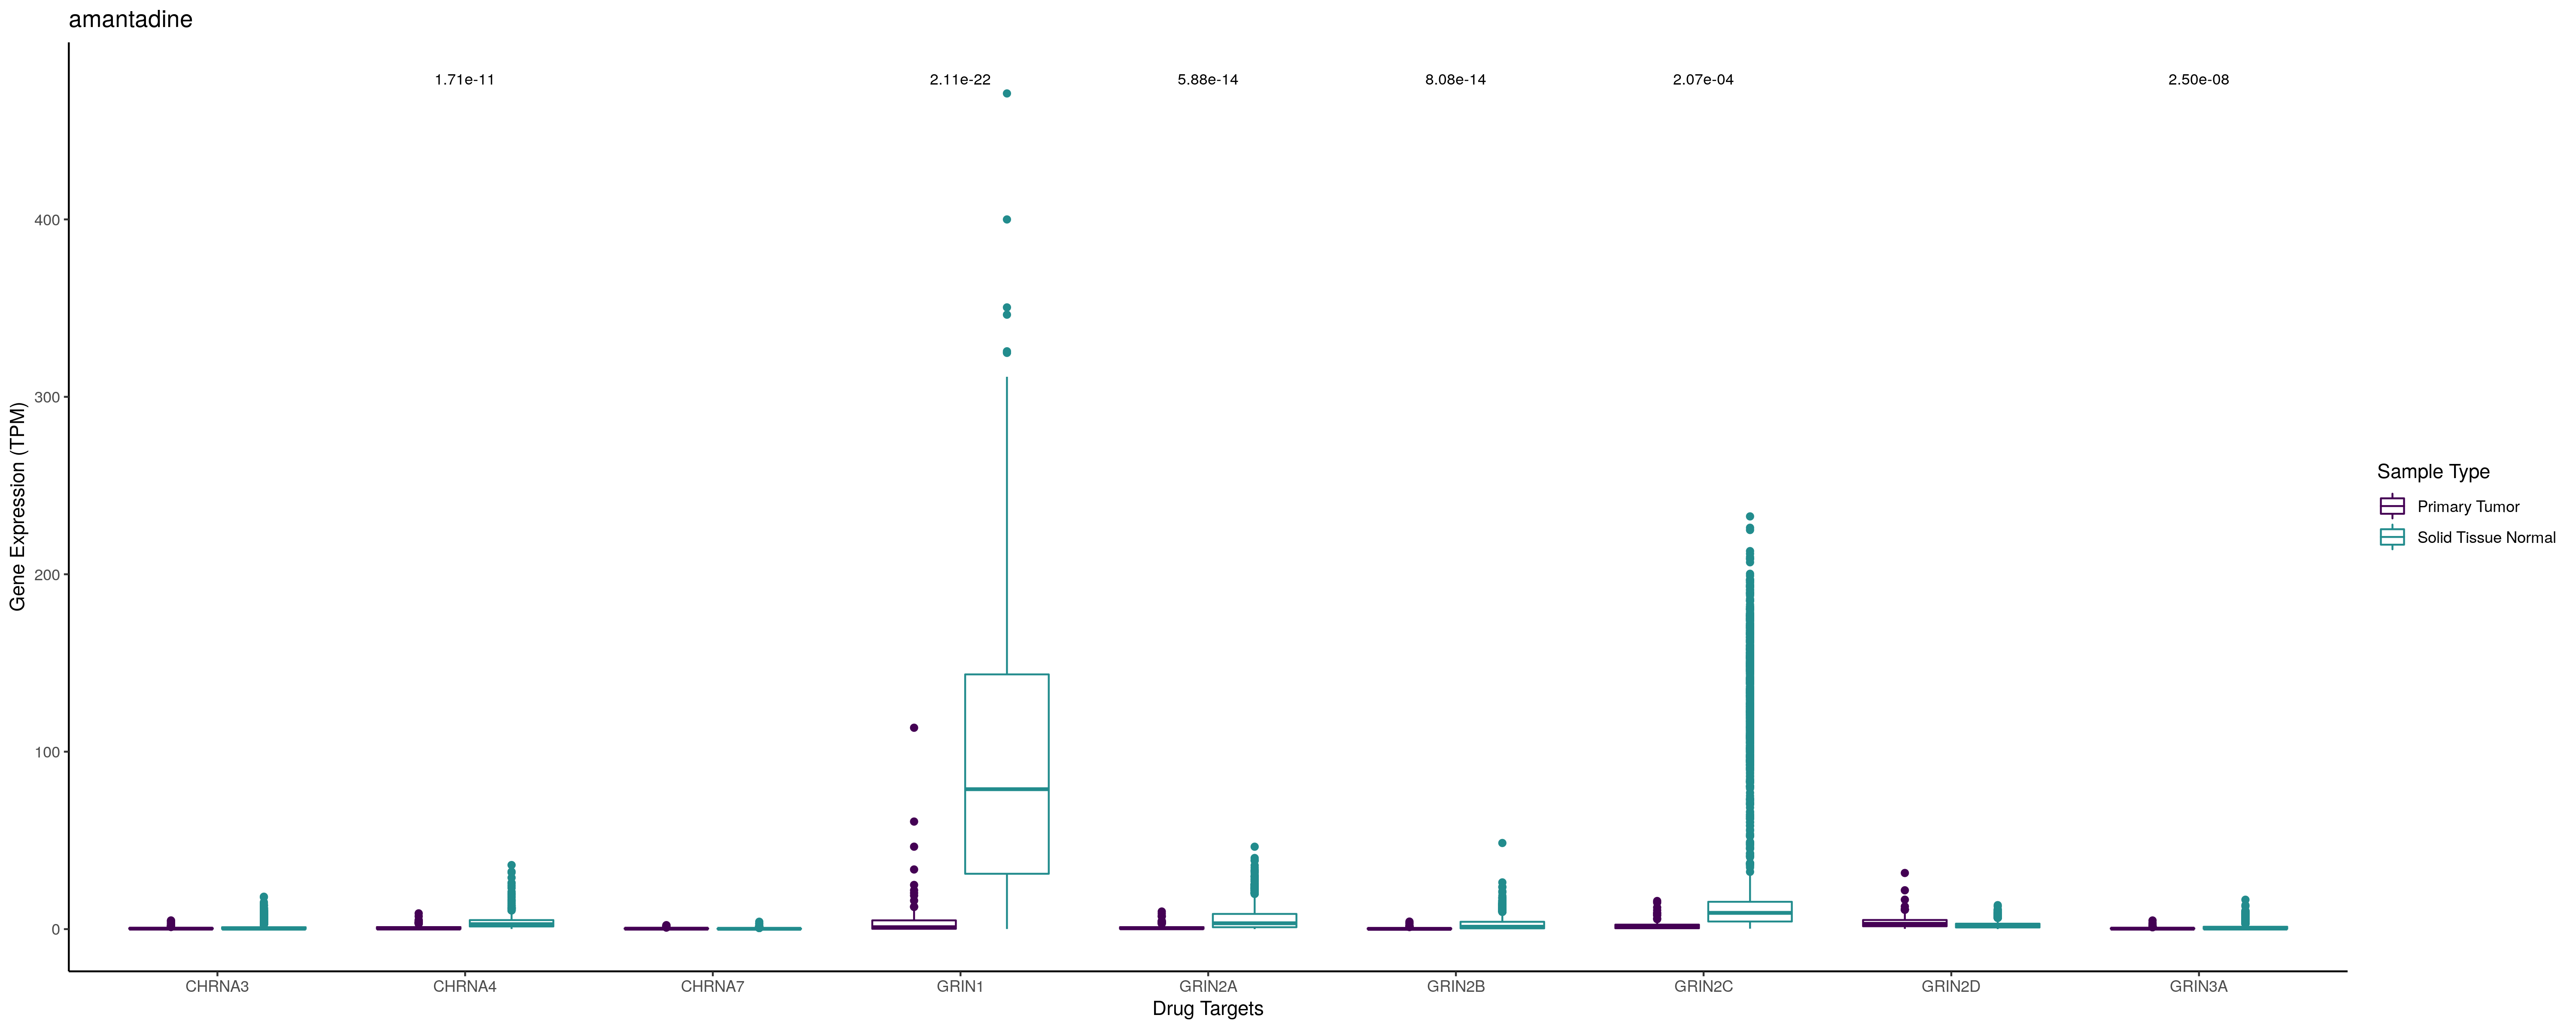 amantadine
1.71e-11 2.11e-22 5.88e-14 8.08e-14 2.07e-04 2.50e-08
Gene Expression (TPM)
400
300
200
100
0
CHRNA3 CHRNA4 CHRNA7 GRIN1 GRIN2A GRIN2B GRIN2C GRIN2D GRIN3A
Drug Targets
Sample Type
Primary Tumor
Solid Tissue Normal